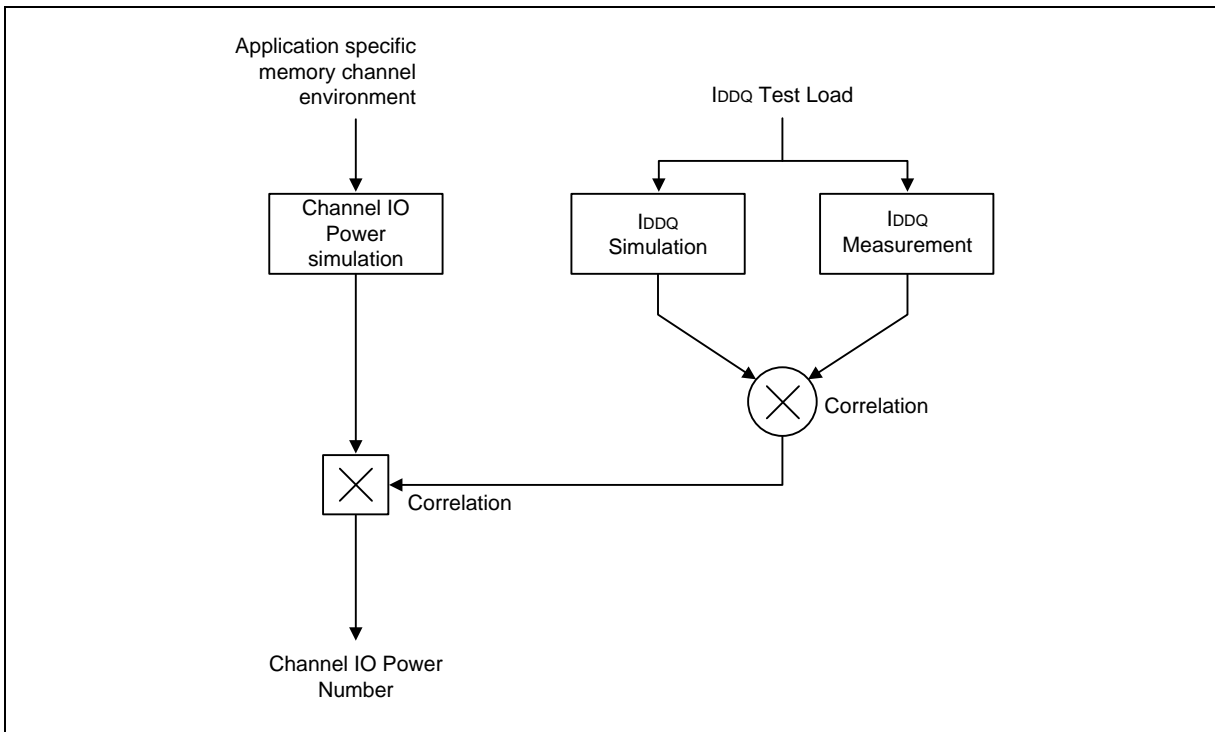 Application specific
memory channel
environment
IDDQ Test Load
Channel IO
Power
simulation
IDDQ
Simulation
IDDQ
Measurement
Correlation
Correlation
Channel IO Power
Number